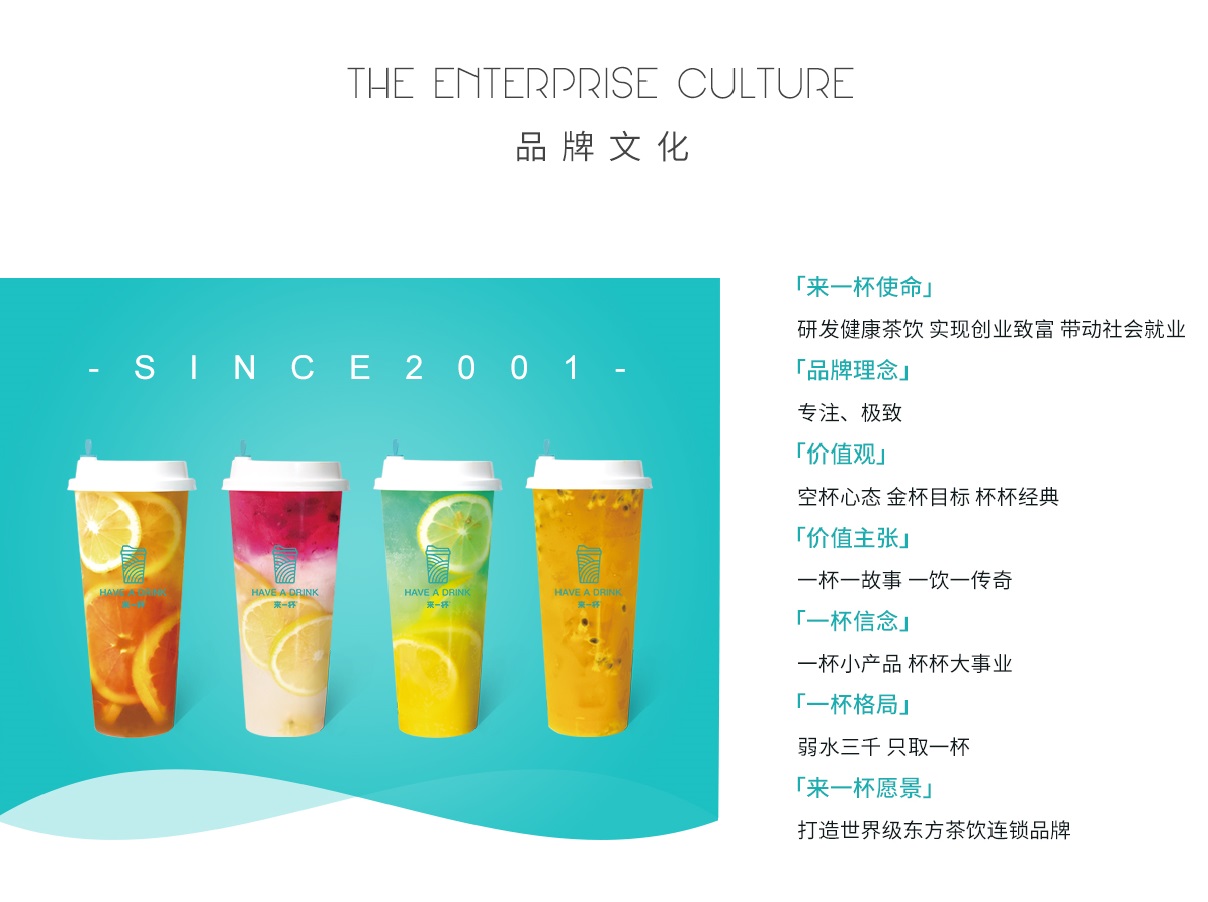 THE ENTERPRISE CULTURE
品牌文化
- SINCE2001 -
HAVE A DRINK
来一杯
HAVE A DRINK
来一杯
HAVE A DRINK
来一杯
HAVE A DRINK
来一杯
「来一杯使命」
研发健康茶饮 实现创业致富 带动社会就业
「品牌理念」
专注、极致
「价值观」
空杯心态 金杯目标 杯杯经典
「价值主张」
一杯一故事 一饮一传奇
「一杯信念」
一杯小产品 杯杯大事业
「一杯格局」
弱水三千 只取一杯
「来一杯愿景」
打造世界级东方茶饮连锁品牌